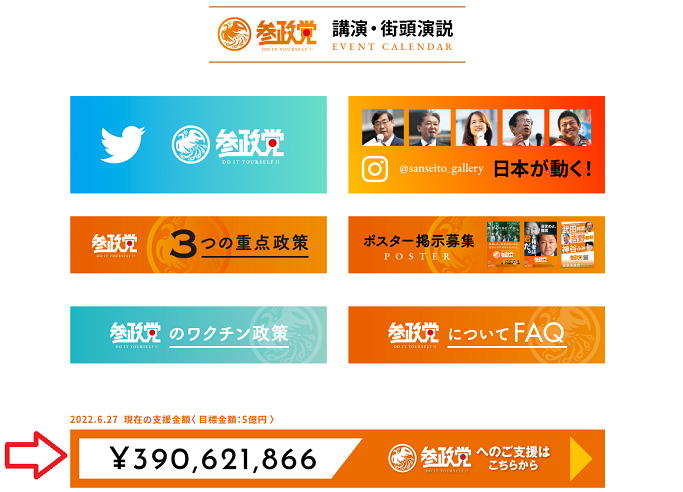 参政党 講演・街頭演説
DO IT YOURSELF!! EVENT CALENDAR
参政党
DO IT YOURSELF!!
@sanseito_gallery 日本が動く!
参政党 3つの重点政策
DO IT YOURSELF!!
ポスター掲示募集
POSTER
参政党 のワクチン政策
DO IT YOURSELF!!
参政党 についてFAQ
DO IT YOURSELF!!
2022.6.27 現在の支援金額〈 目標金額:5億円 〉
¥390,621,866
参政党 へのご支援は
DO IT YOURSELF!! こちらから